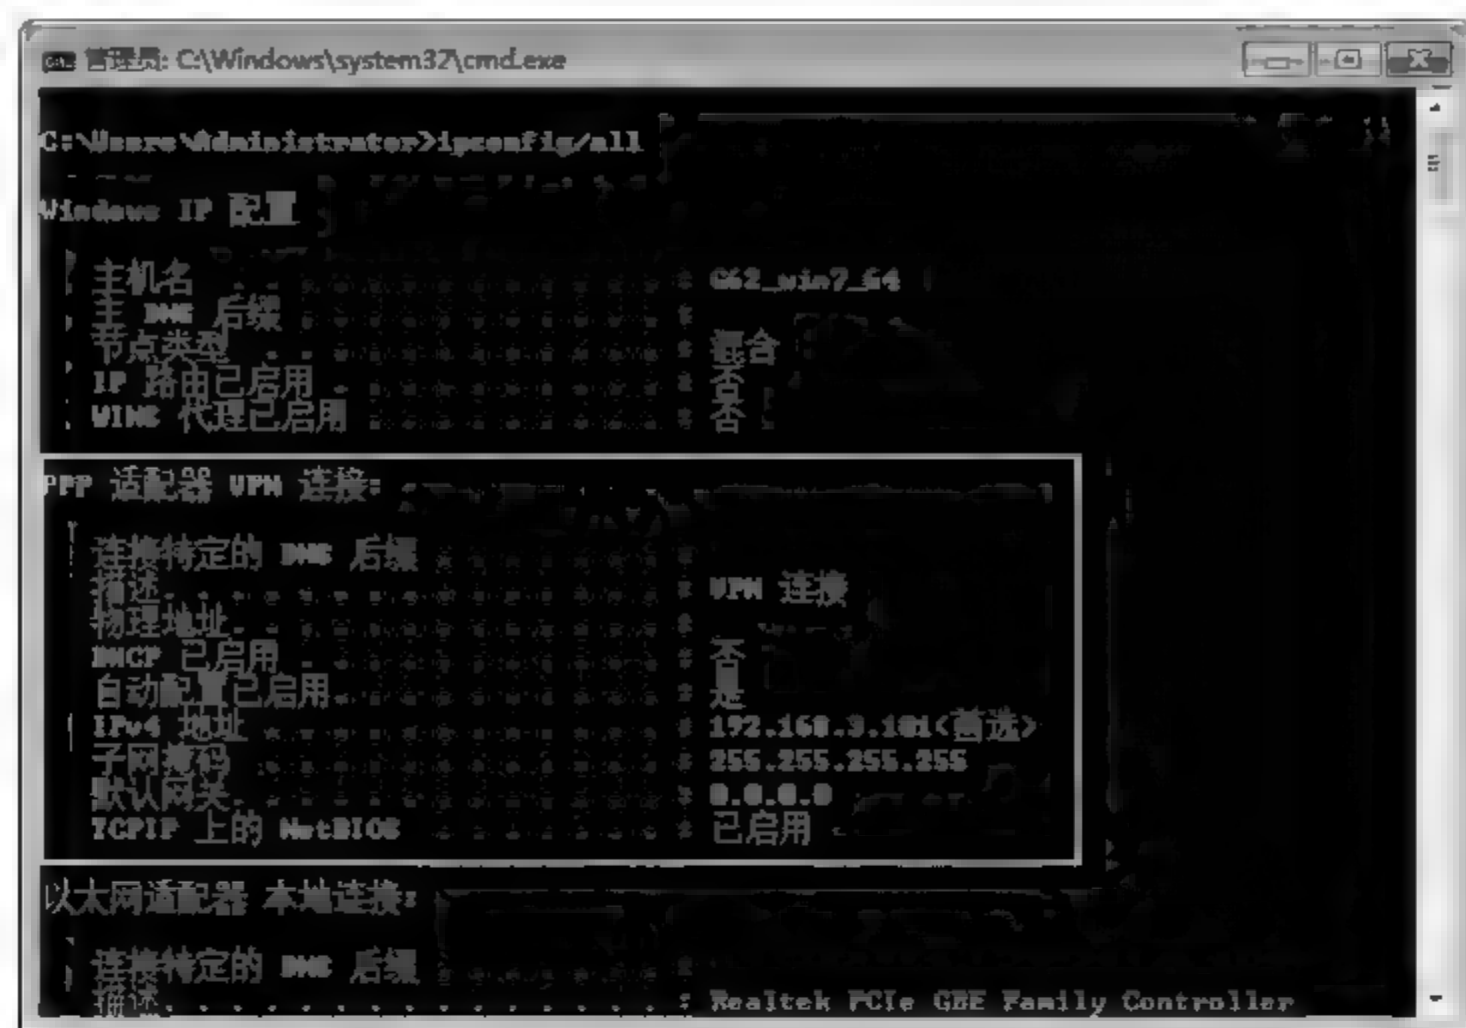 管理员: C:\Windows\system32\cmd.exe
C:\Users\Administrator>ipconfig/all
Windows IP 配置
主机名 . . . . . . . . . . . . . : G62_win7_64
主 DNS 后缀 . . . . . . . . . . . :
节点类型 . . . . . . . . . . . . : 混合
IP 路由已启用 . . . . . . . . . . : 否
WINS 代理已启用 . . . . . . . . . : 否
PPP 适配器 VPN 连接:
连接特定的 DNS 后缀 . . . . . . . :
描述. . . . . . . . . . . . . . . : VPN 连接
物理地址. . . . . . . . . . . . . :
DHCP 已启用 . . . . . . . . . . . : 否
自动配置已启用. . . . . . . . . . : 是
IPv4 地址 . . . . . . . . . . . . : 192.168.3.101<首选>
子网掩码 . . . . . . . . . . . . : 255.255.255.255
默认网关. . . . . . . . . . . . . : 0.0.0.0
TCPIP 上的 NetBIOS . . . . . . . : 已启用
以太网适配器 本地连接:
连接特定的 DNS 后缀 . . . . . . . :
描述. . . . . . . . . . . . . . . : Realtek PCIe GBE Family Controller